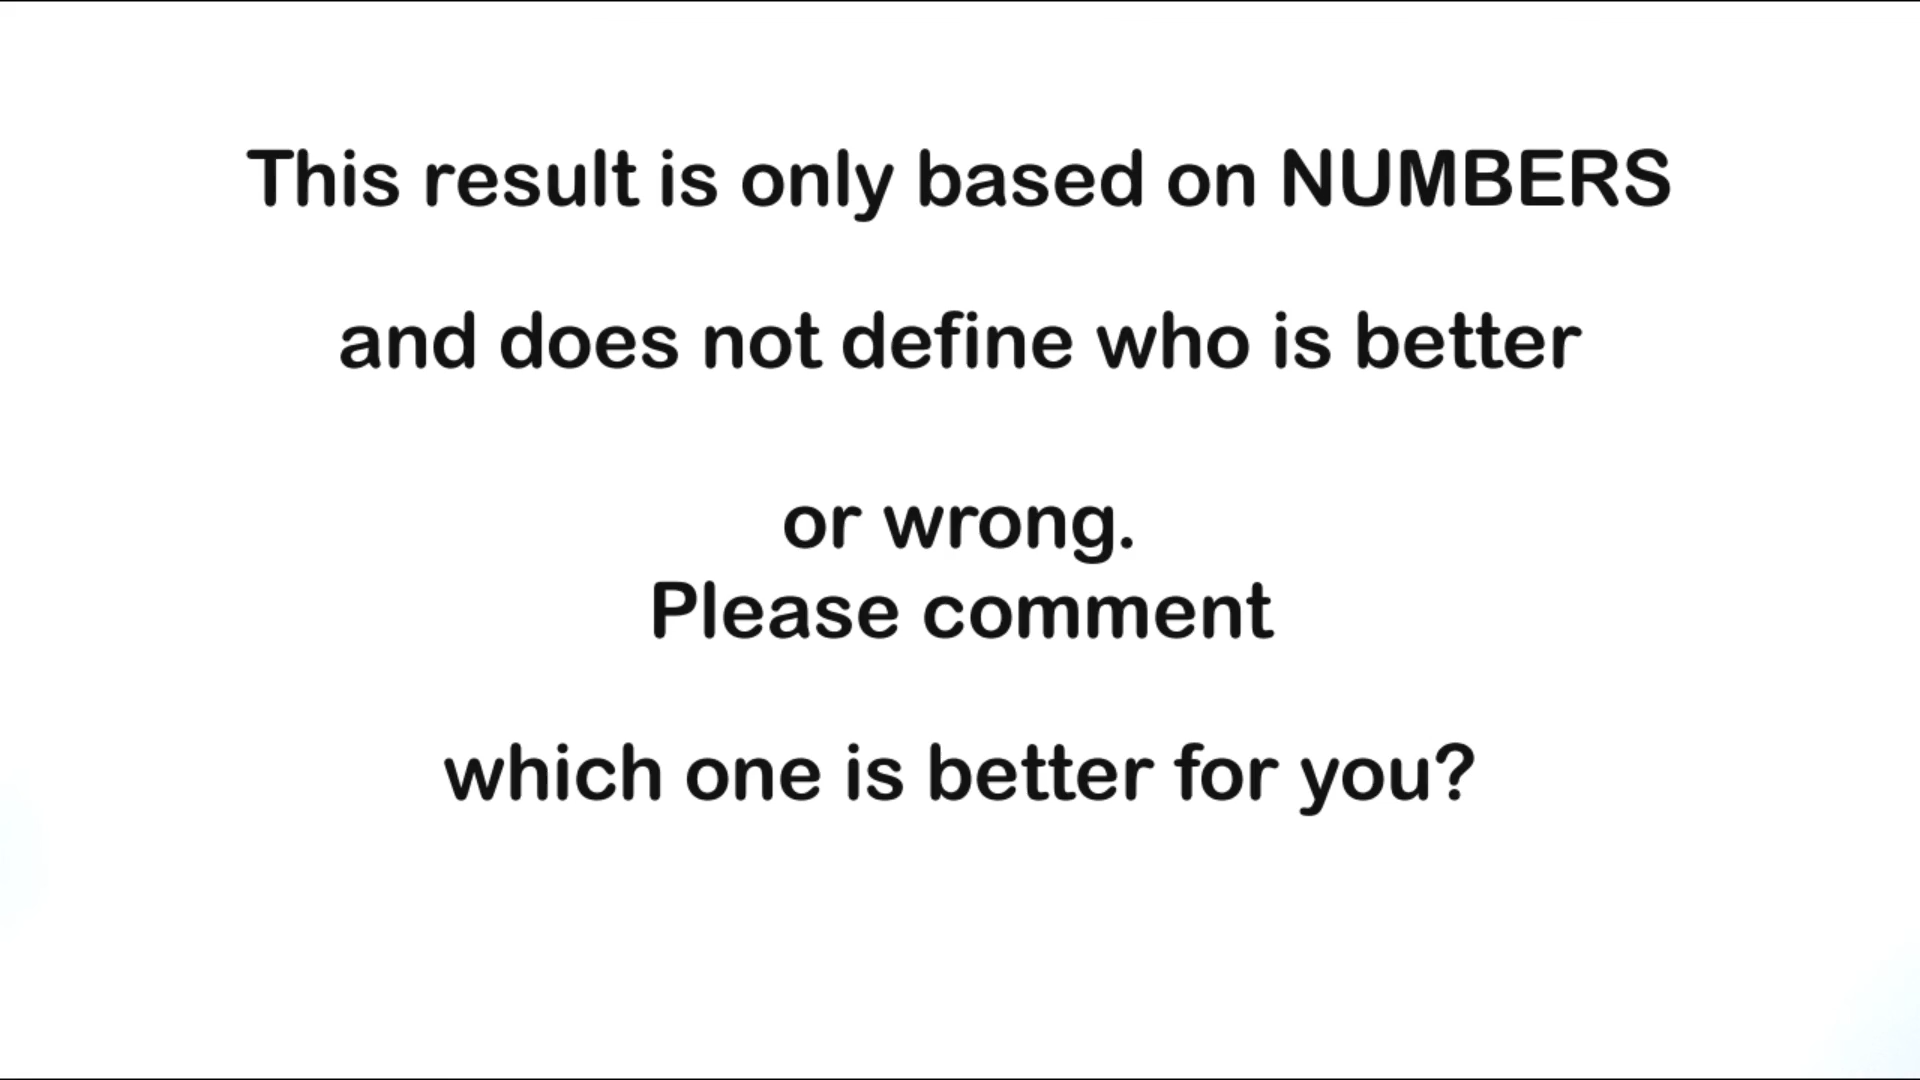 This result is only based on NUMBERS
and does not define who is better
or wrong.
Please comment
which one is better for you?